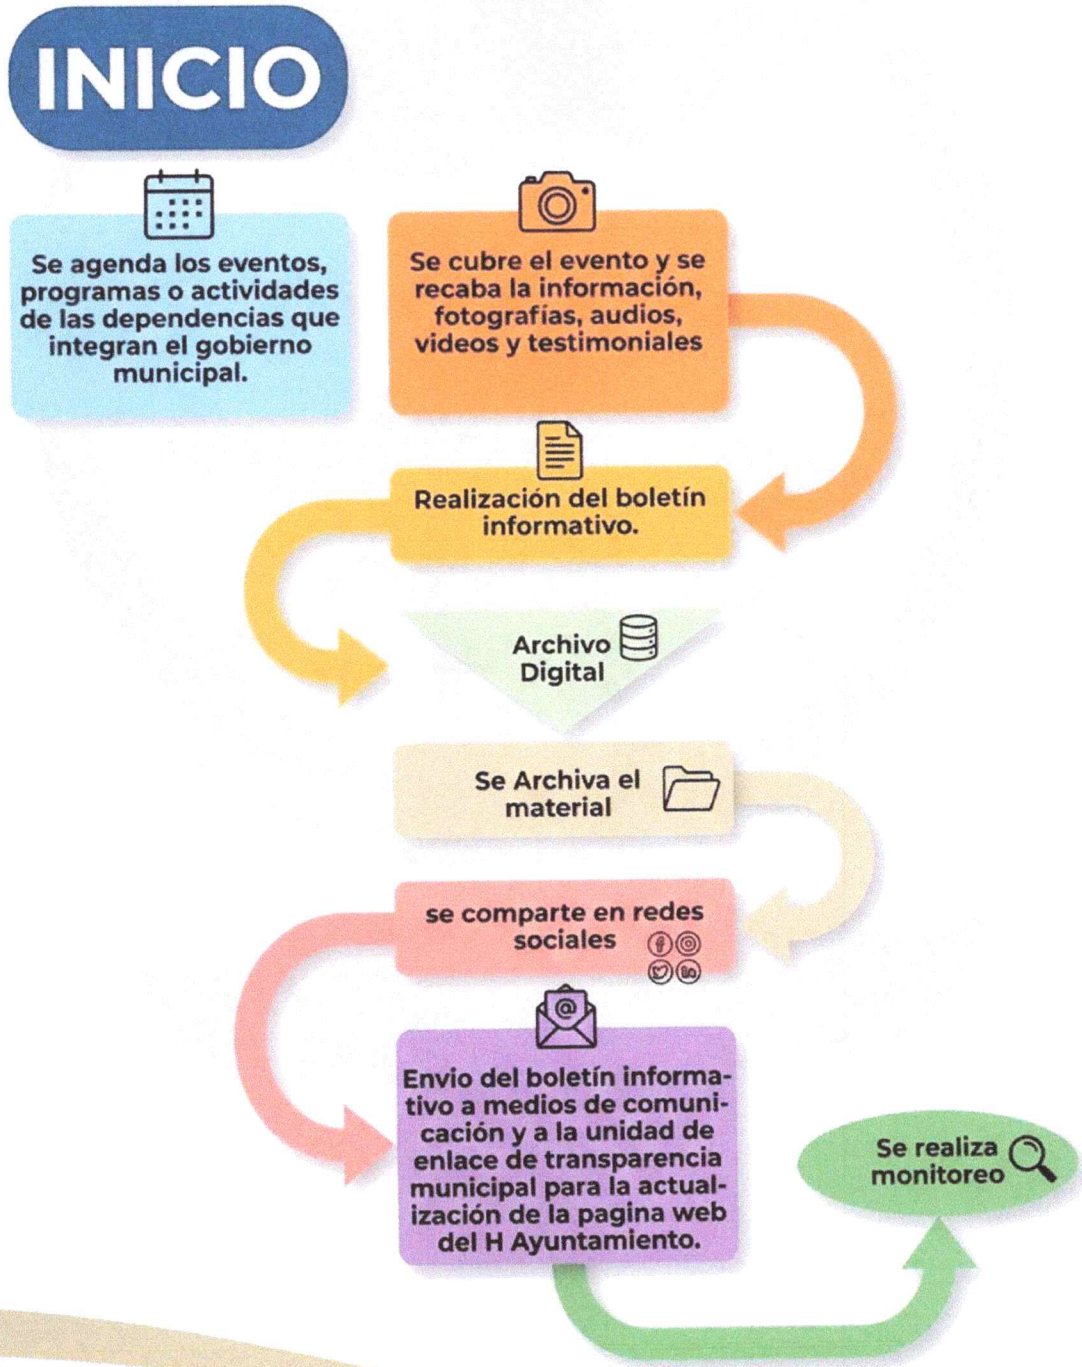 INICIO
Se agenda los eventos,
programas o actividades
de las dependencias que
integran el gobierno
municipal.
Se cubre el evento y se
recaba la información,
fotografías, audios,
videos y testimoniales
Realización del boletín
informativo.
Archivo
Digital
Se Archiva el
material
se comparte en redes
sociales
Envio del boletín informa-
tivo a medios de comuni-
cación y a la unidad de
enlace de transparencia
municipal para la actual-
ización de la pagina web
del H Ayuntamiento.
Se realiza
monitoreo